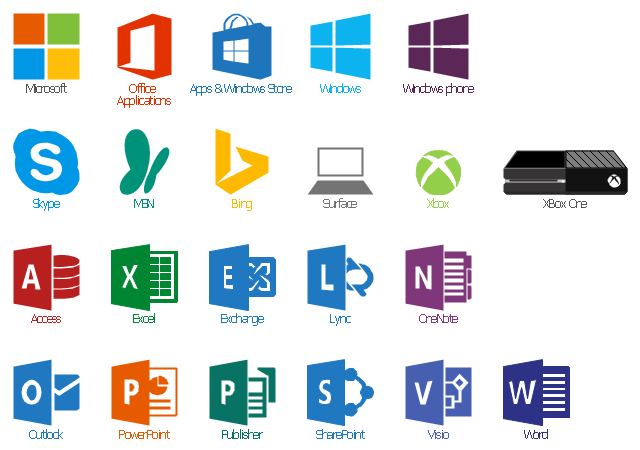 Microsoft
Office
Applications
Apps & Windows Store
Windows
Windows phone
S
Skype
MSN
Bing
Surface
Xbox
XBox One
A
Access
X
Excel
E
Exchange
L
Lync
N
OneNote
O
Outlook
P
PowerPoint
P
Publisher
S
SharePoint
V
Visio
W
Word